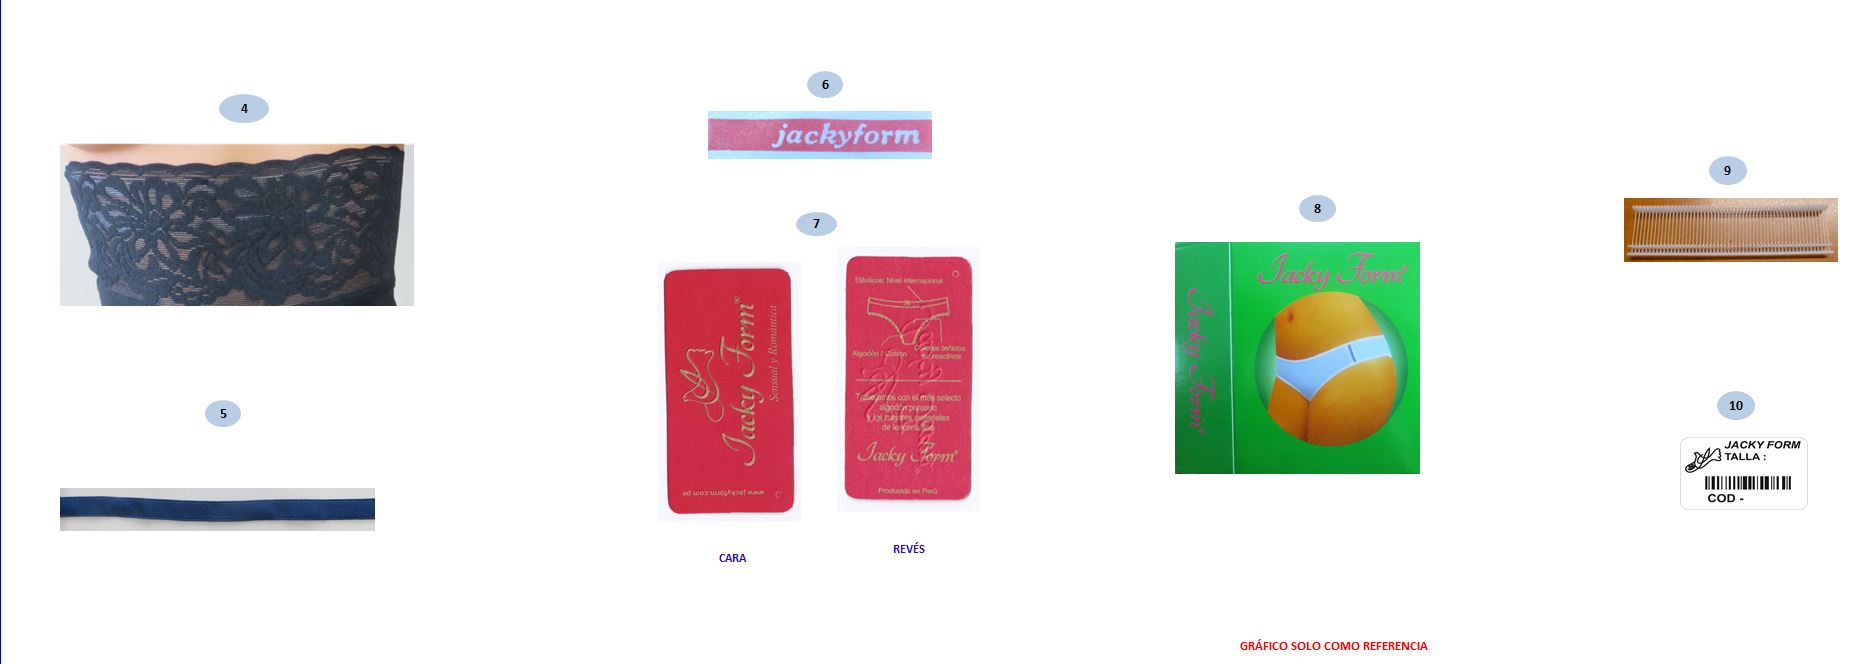 4
5
6
jackyform
7
Jacky Form®
Sensual y Romántica
www.jackyform.com.pe
CARA
Elásticos: Nivel Internacional
Algodón / Cotton
teñidos
reactivos
Trabajamos con el más selecto
algodón peruano
y los mejores materiales
de lencería fina
Jacky Form®
Producido en Perú
REVÉS
8
Jacky Form®
Jacky Form®
9
10
JACKY FORM
TALLA :
COD -
GRÁFICO SOLO COMO REFERENCIA